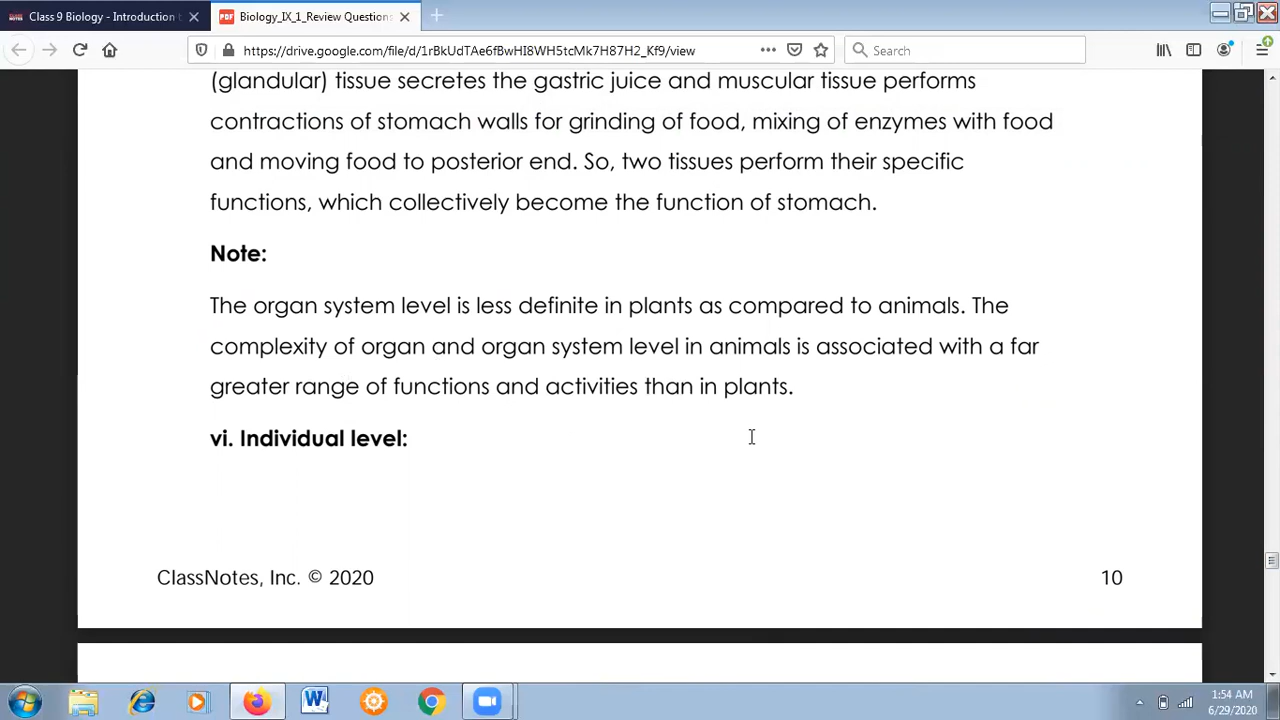 Class 9 Biology - Introduction t
PDF
Biology_IX_1_Review Questions
https://drive.google.com/file/d/1rBkUdTAe6fBwHI8WH5tcMk7H87H2_Kf9/view
Search
(glandular) tissue secretes the gastric juice and muscular tissue performs
contractions of stomach walls for grinding of food, mixing of enzymes with food
and moving food to posterior end. So, two tissues perform their specific
functions, which collectively become the function of stomach.
Note:
The organ system level is less definite in plants as compared to animals. The
complexity of organ and organ system level in animals is associated with a far
greater range of functions and activities than in plants.
vi. Individual level:
ClassNotes, Inc. © 2020
10
1:54 AM
6/29/2020